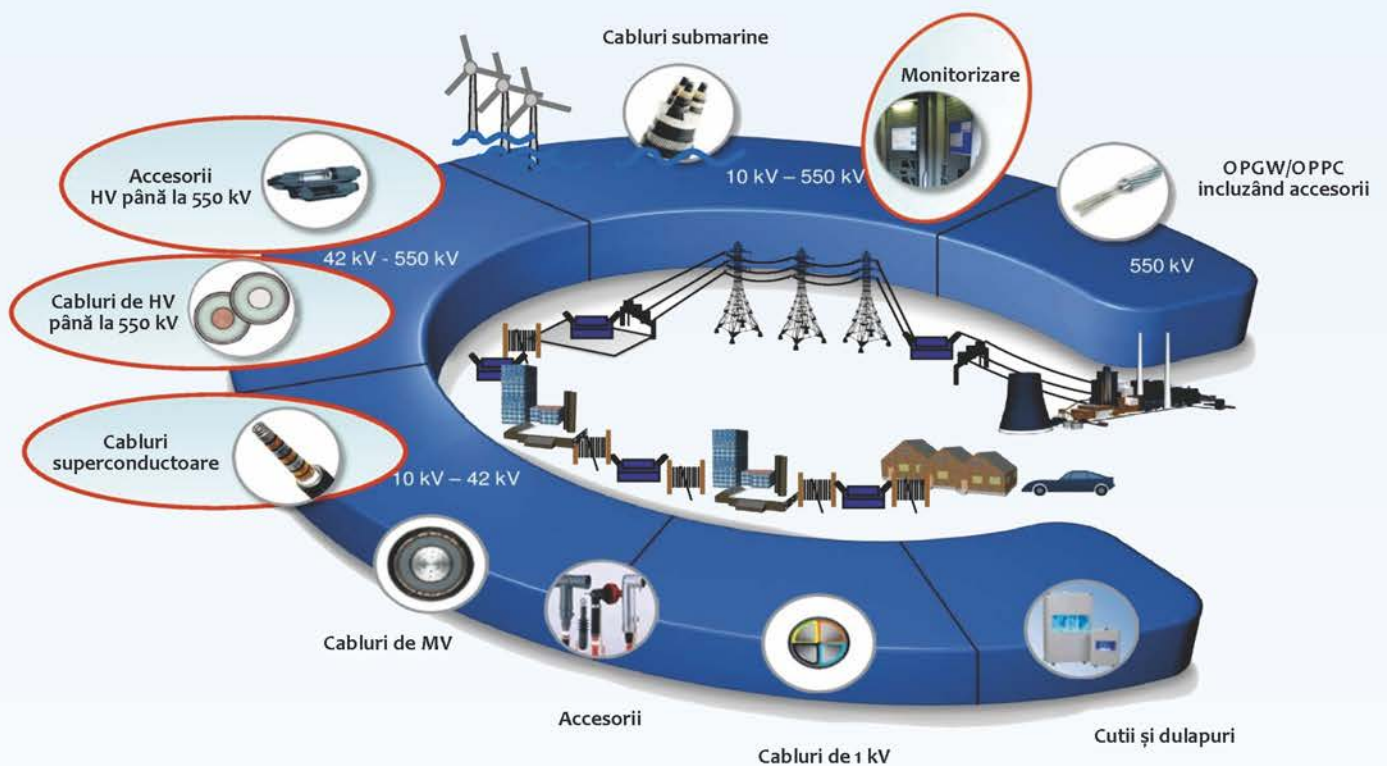 Cabluri submarine
Monitorizare
Accesorii
HV până la 550 kV
10 kV – 550 kV
OPGW/OPPC
incluzând accesorii
42 kV - 550 kV
550 kV
Cabluri de HV
până la 550 kV
Cabluri
superconductoare
10 kV – 42 kV
Cabluri de MV
Accesorii
Cabluri de 1 kV
Cutii și dulapuri